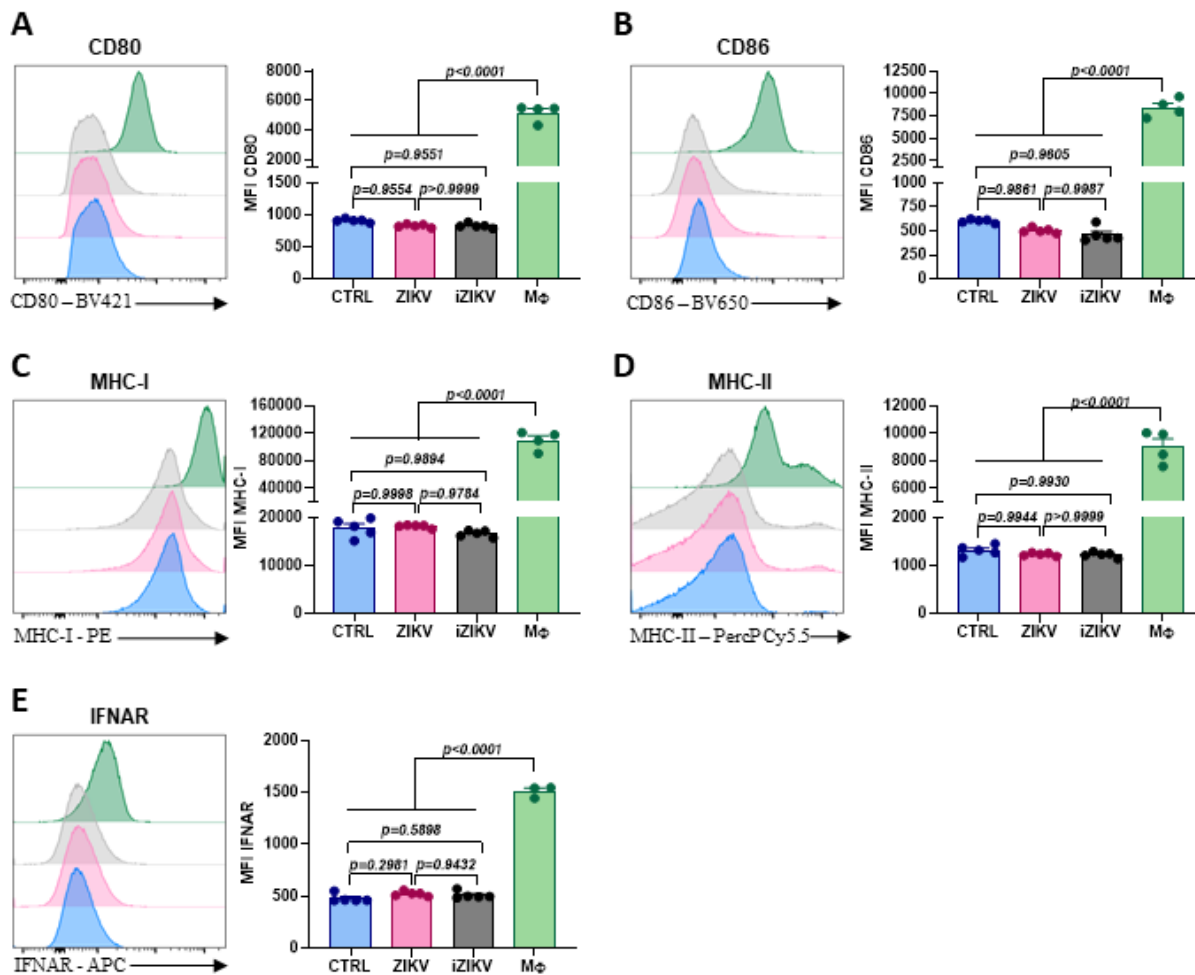 A
CD80
8000
6000
4000
2000
1500
1000
500
0
MFI CD80
p<0.0001
p=0.9551
p=0.9554
p>0.9999
CTRL
ZIKV
iZIKV
MΦ
CD80 – BV421
B
CD86
12500
10000
7500
5000
2500
1000
750
500
250
0
MFI CD86
p<0.0001
p=0.9605
p=0.9861
p=0.9987
CTRL
ZIKV
iZIKV
MΦ
CD86 – BV650
C
MHC-I
160000
120000
80000
40000
20000
10000
0
MFI MHC-I
p<0.0001
p=0.9894
p=0.9998
p=0.9784
CTRL
ZIKV
iZIKV
MΦ
MHC-I - PE
D
MHC-II
12000
10000
8000
6000
2000
1000
0
MFI MHC-II
p<0.0001
p=0.9930
p=0.9944
p>0.9999
CTRL
ZIKV
iZIKV
MΦ
MHC-II – PercPCy5.5
E
IFNAR
2000
1500
1000
500
0
MFI IFNAR
p<0.0001
p=0.5898
p=0.2981
p=0.9432
CTRL
ZIKV
iZIKV
MΦ
IFNAR - APC